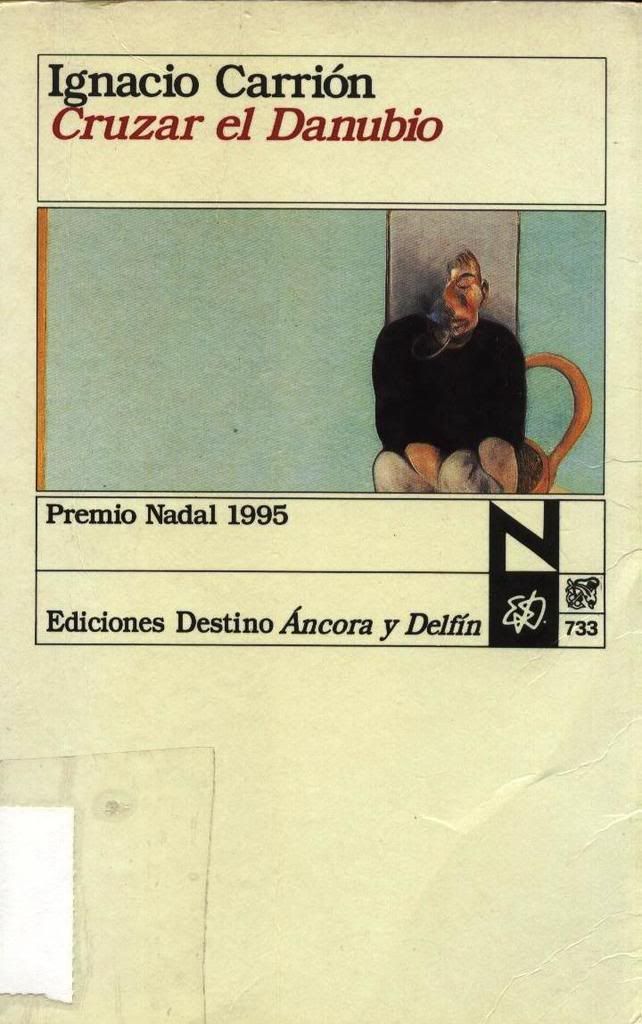 Ignacio Carrión
Cruzar el Danubio
Premio Nadal 1995
N
Ediciones Destino Áncora y Delfín
733